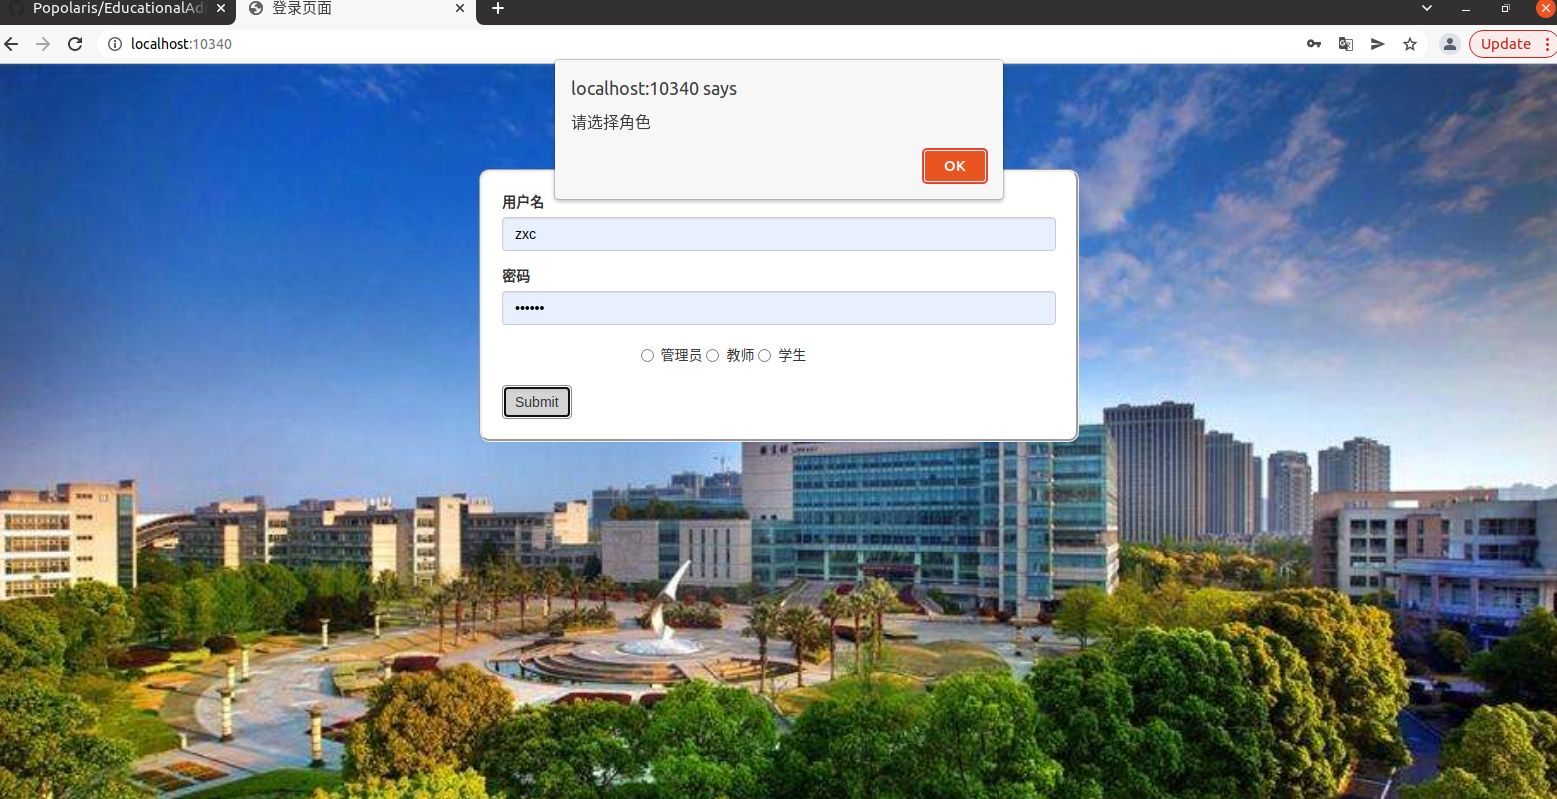 Popolaris/EducationalAd
登录页面
localhost:10340
Update
localhost:10340 says
请选择角色
OK
用户名
zxc
密码
••••••
管理员 教师 学生
Submit